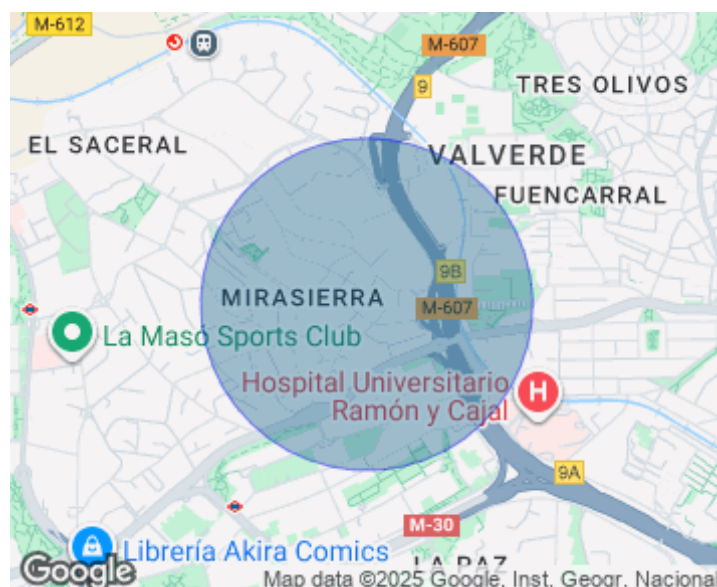 M-612
M-607
9
TRES OLIVOS
EL SACERAL
VALVERDE
FUENCARRAL
9B
MIRASIERRA
M-607
La Masó Sports Club
Hospital Universitario
Ramón y Cajal
H
9A
M-30
Librería Akira Comics
LA PAZ
Google
Map data ©2025 Google, Inst. Geogr. Nacional